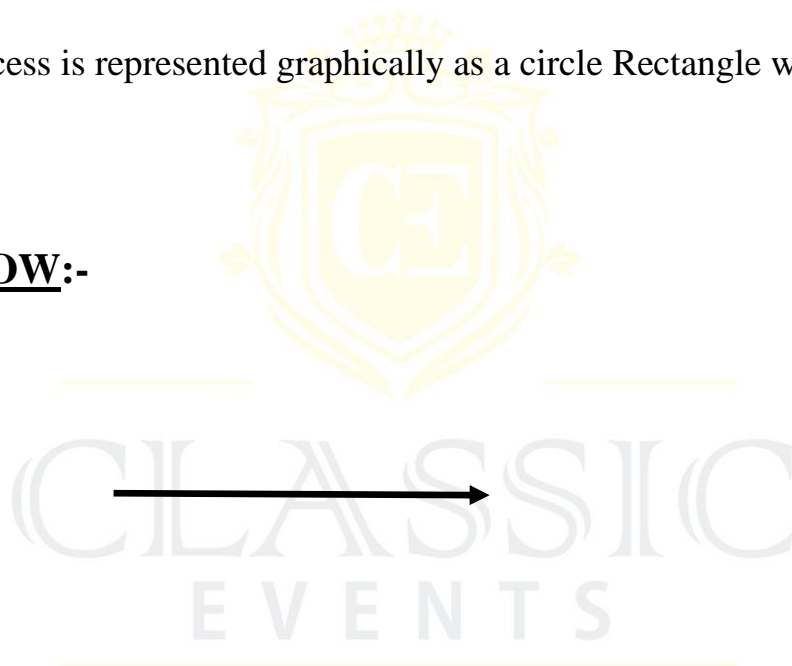 cess is represented graphically as a circle Rectangle w
OW:-
CE
CLASSIC
EVENTS